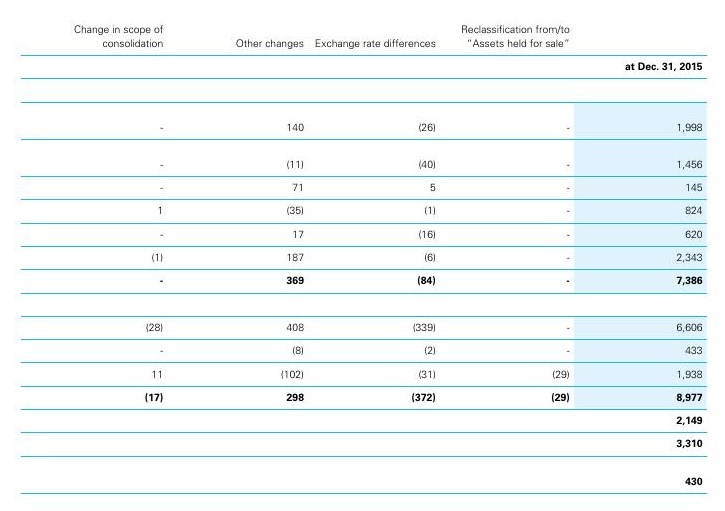 Change in scope of consolidation Other changes Exchange rate differences Reclassification from/to "Assets held for sale"
at Dec. 31, 2015
- 140 (26) - 1,998
- (11) (40) - 1,456
- 71 5 - 145
1 (35) (1) - 824
- 17 (16) - 620
(1) 187 (6) - 2,343
- 369 (84) - 7,386
(28) 408 (339) - 6,606
- (8) (2) - 433
11 (102) (31) (29) 1,938
(17) 298 (372) (29) 8,977
2,149
3,310
430